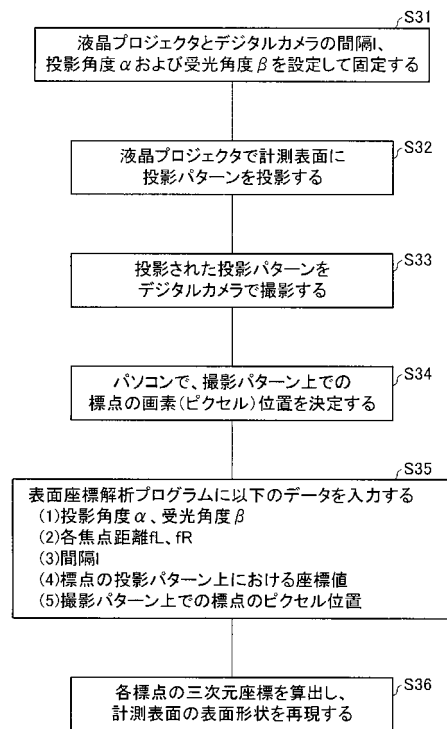 S31
液晶プロジェクタとデジタルカメラの間隔l、
投影角度αおよび受光角度βを設定して固定する
S32
液晶プロジェクタで計測表面に
投影パターンを投影する
S33
投影された投影パターンを
デジタルカメラで撮影する
S34
パソコンで、撮影パターン上での
標点の画素(ピクセル)位置を決定する
S35
表面座標解析プログラムに以下のデータを入力する
(1)投影角度α、受光角度β
(2)各焦点距離fL、fR
(3)間隔l
(4)標点の投影パターン上における座標値
(5)撮影パターン上での標点のピクセル位置
S36
各標点の三次元座標を算出し、
計測表面の表面形状を再現する